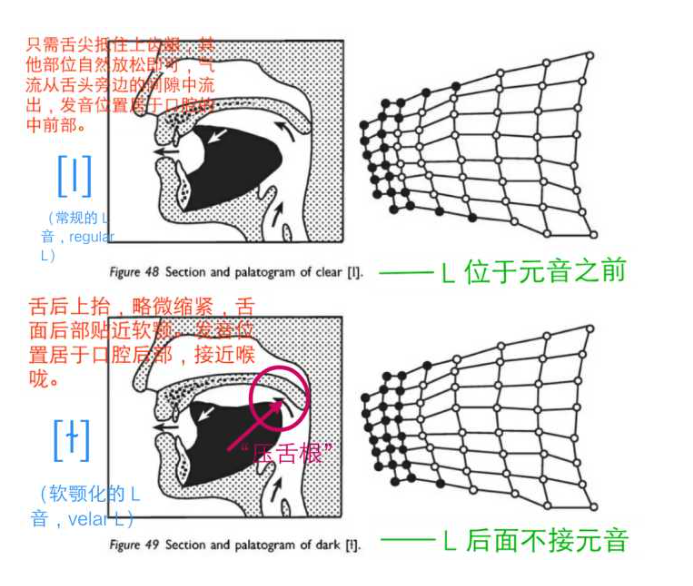 只需舌尖抵住上齿龈，其
他部位自然放松即可，气
流从舌头旁边的间隙中流
出，发音位置居于口腔的
中前部。
[l]
（常规的 L
音，regular
L）
Figure 48 Section and palatogram of clear [l].
—— L 位于元音之前
舌后上抬，略微缩紧，舌
面后部贴近软颚。发音位
置居于口腔后部，接近喉
咙。
[ɫ]
“压舌根”
（软颚化的 L
音，velar L）
Figure 49 Section and palatogram of dark [ɫ].
—— L 后面不接元音